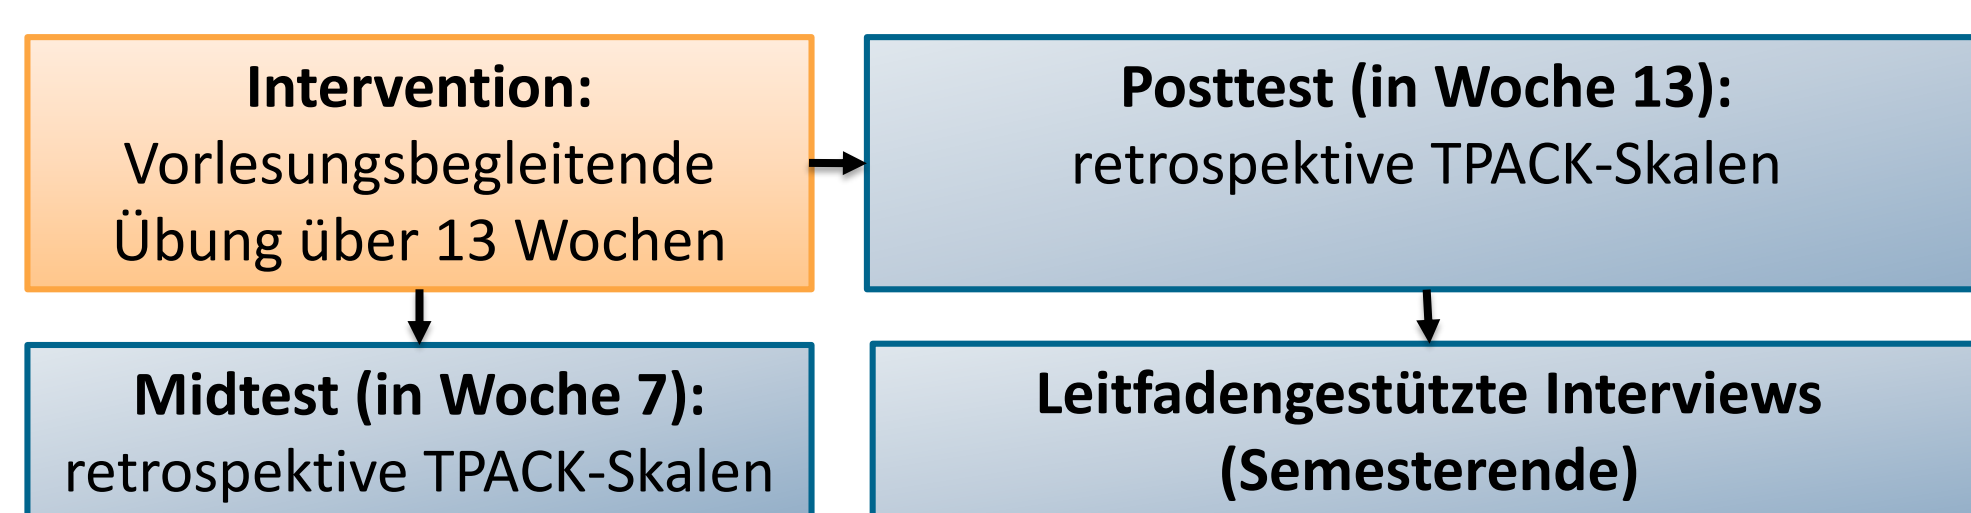 Intervention:
Vorlesungsbegleitende
Übung über 13 Wochen
Posttest (in Woche 13):
retrospektive TPACK-Skalen
Midtest (in Woche 7):
retrospektive TPACK-Skalen
Leitfadengestützte Interviews
(Semesterende)